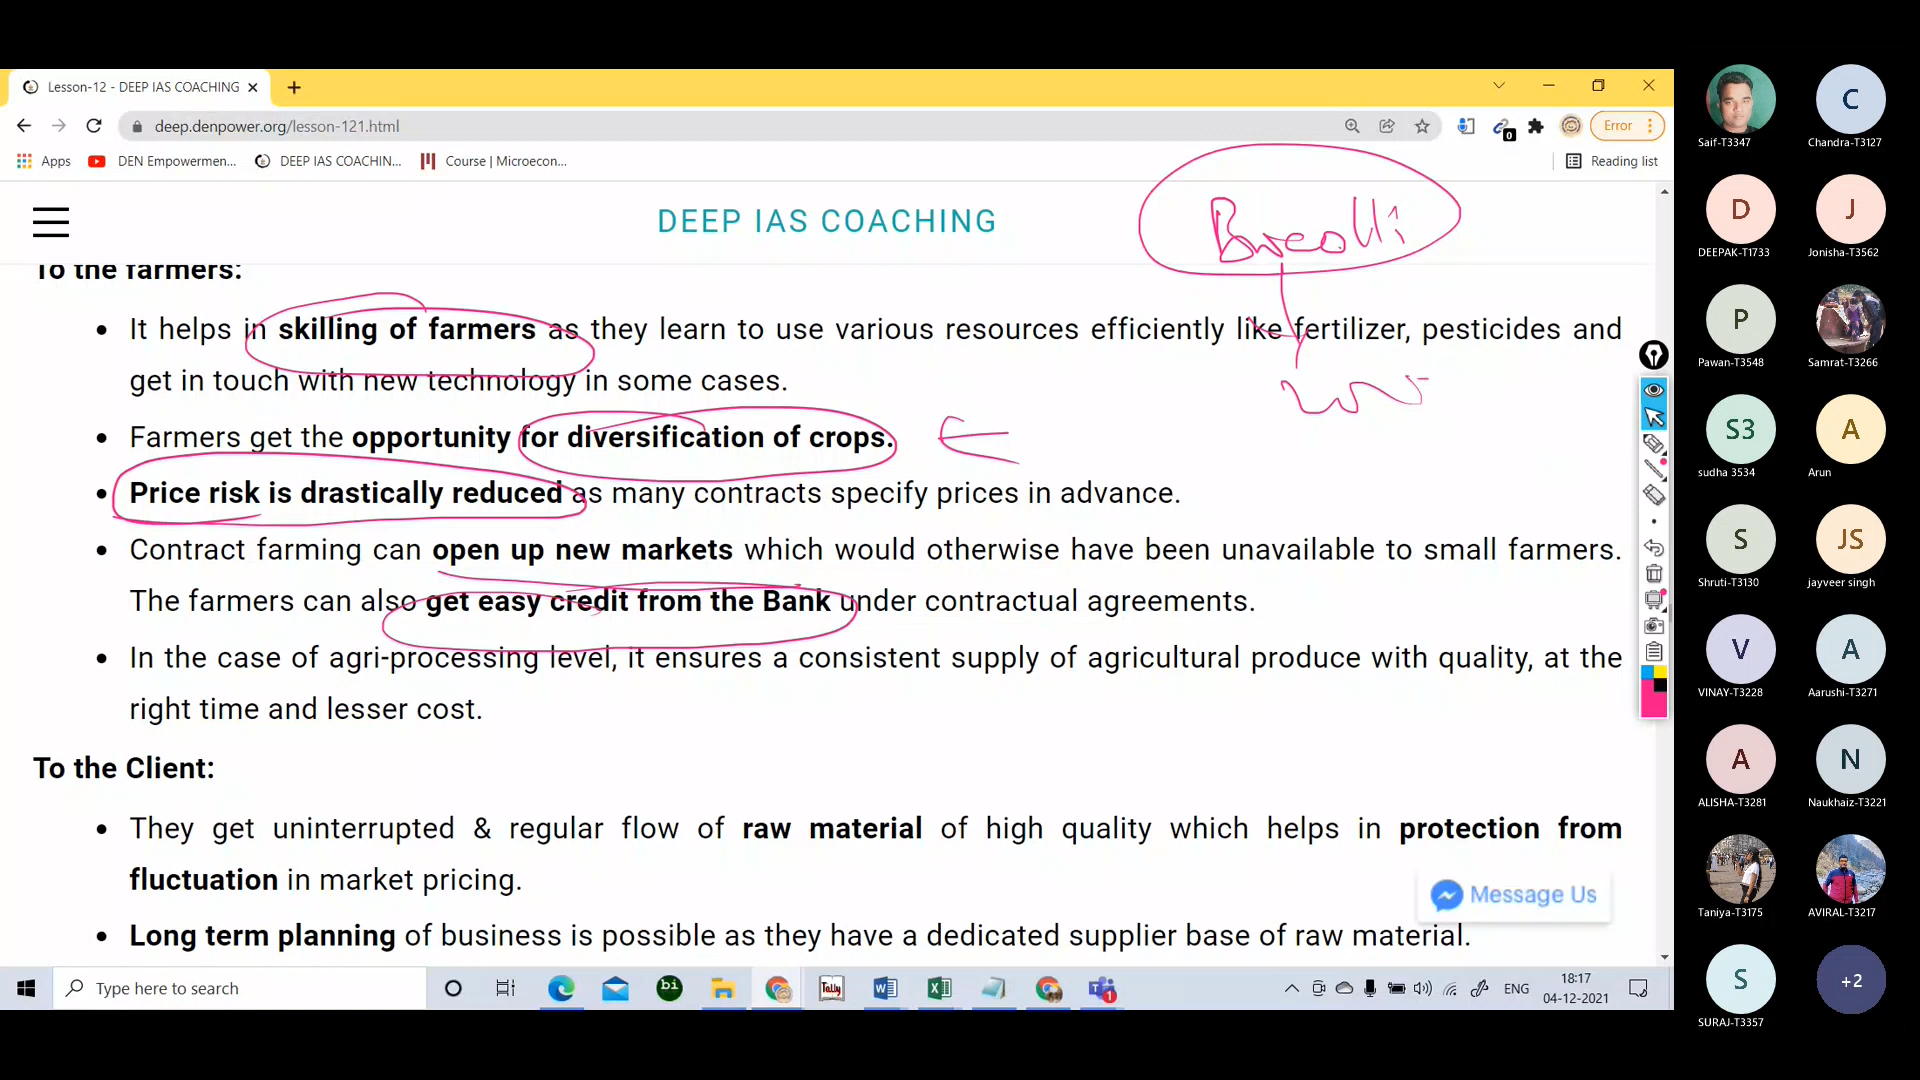 Lesson-12 - DEEP IAS COACHING
deep.denpower.org/lesson-121.html
Error
Apps
DEN Empowermen...
DEEP IAS COACHIN...
Course | Microecon...
Reading list
DEEP IAS COACHING
To the farmers:
• It helps in skilling of farmers as they learn to use various resources efficiently like fertilizer, pesticides and
get in touch with new technology in some cases.
• Farmers get the opportunity for diversification of crops.
• Price risk is drastically reduced as many contracts specify prices in advance.
• Contract farming can open up new markets which would otherwise have been unavailable to small farmers.
The farmers can also get easy credit from the Bank under contractual agreements.
• In the case of agri-processing level, it ensures a consistent supply of agricultural produce with quality, at the
right time and lesser cost.
To the Client:
• They get uninterrupted & regular flow of raw material of high quality which helps in protection from
fluctuation in market pricing.
Message Us
• Long term planning of business is possible as they have a dedicated supplier base of raw material.
Type here to search
bi
Tally
ENG
18:17
04-12-2021
Saif-T3347
C
Chandra-T3127
D
DEEPAK-T1733
J
Jonisha-T3562
P
Pawan-T3548
Samrat-T3266
S3
sudha 3534
A
Arun
S
Shruti-T3130
JS
jayveer singh
V
VINAY-T3228
A
Aarushi-T3271
A
ALISHA-T3281
N
Naukhaiz-T3221
Taniya-T3175
AVIRAL-T3217
S
SURAJ-T3357
+2